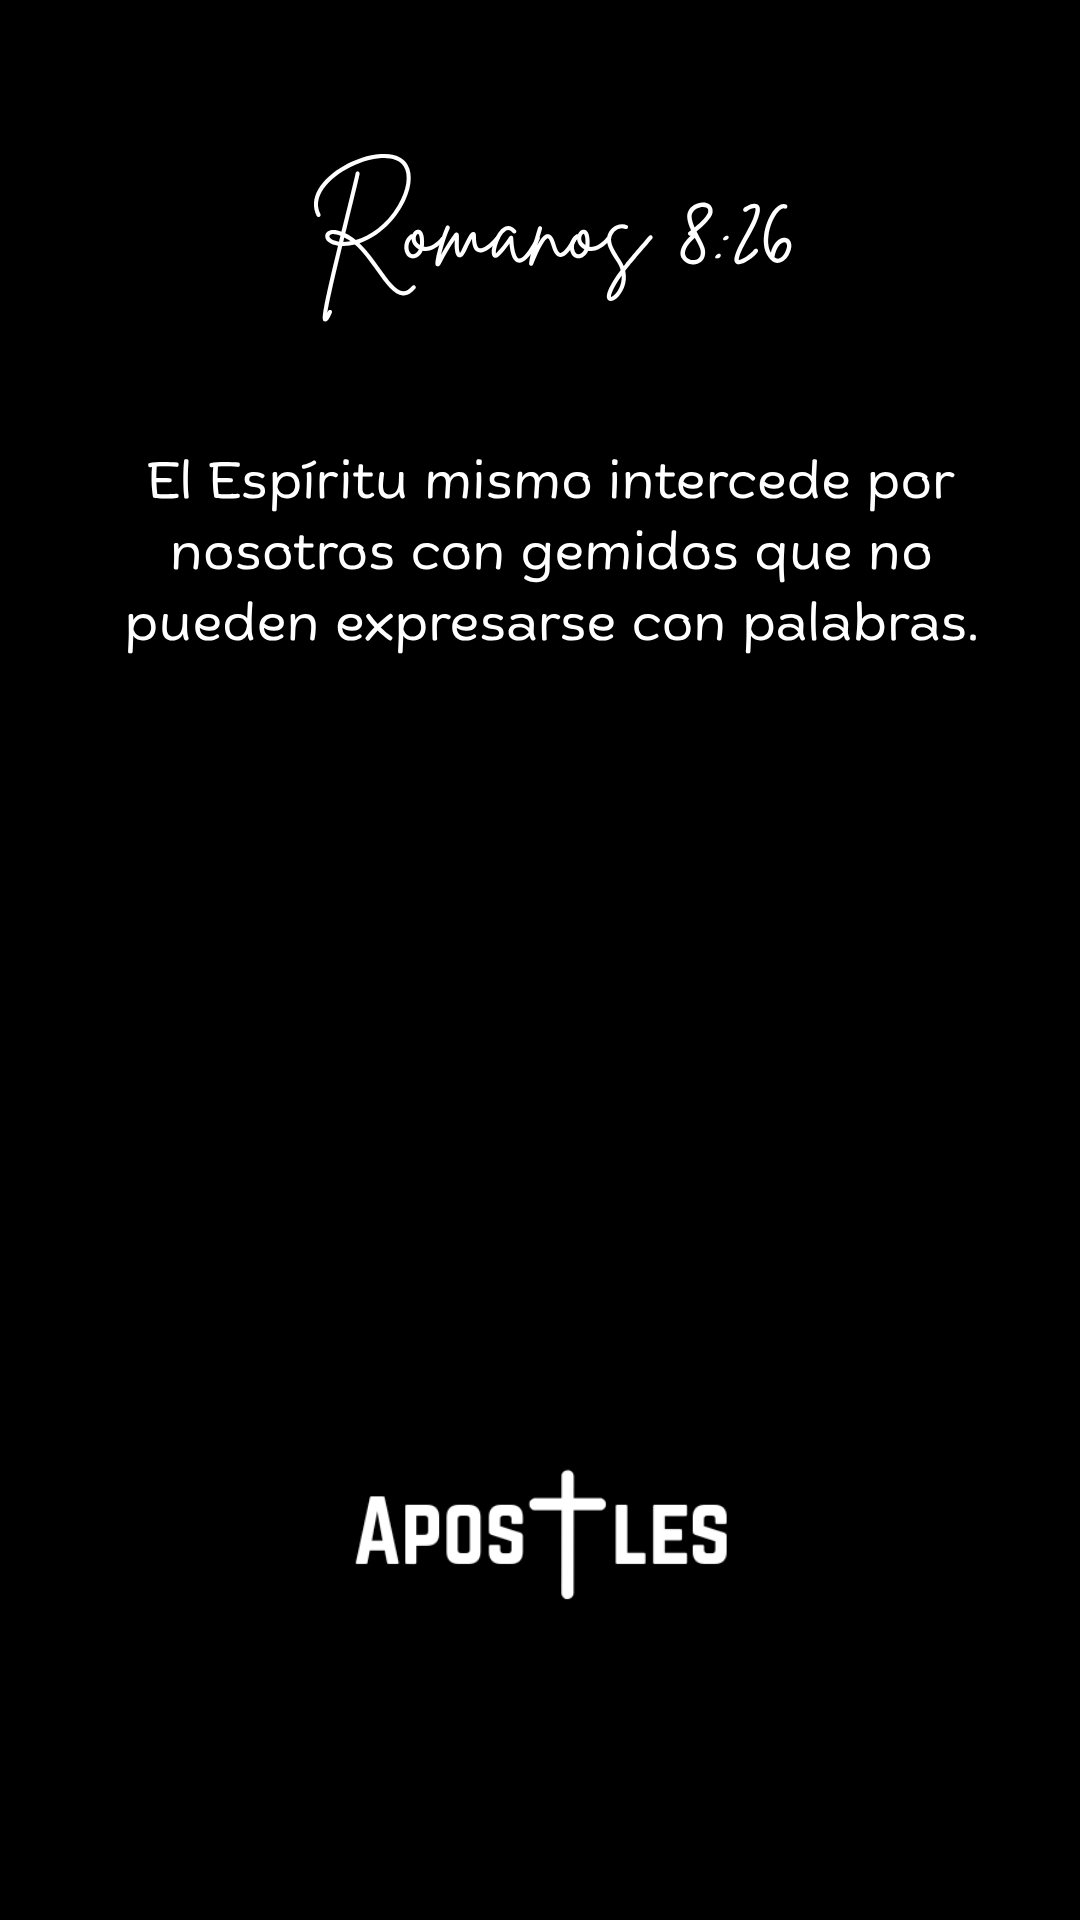 Romanos 8:26
El Espíritu mismo intercede por
nosotros con gemidos que no
pueden expresarse con palabras.
APOSTLES